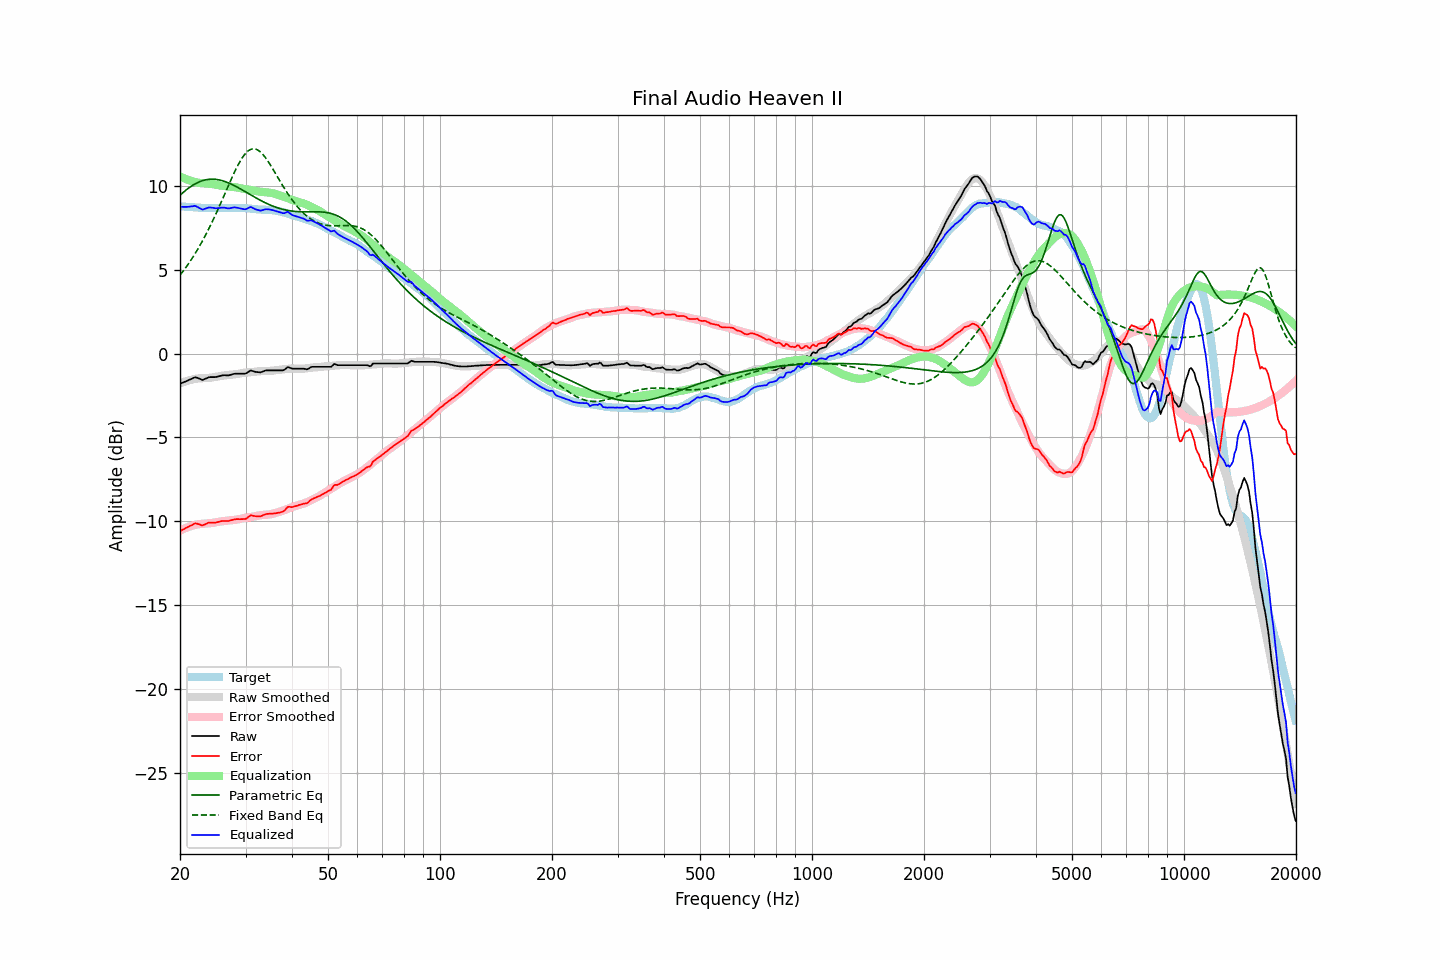 Final Audio Heaven II
Amplitude (dBr)
10
5
0
−5
−10
−15
−20
−25
Target
Raw Smoothed
Error Smoothed
Raw
Error
Equalization
Parametric Eq
Fixed Band Eq
Equalized
20 50 100 200 500 1000 2000 5000 10000 20000
Frequency (Hz)